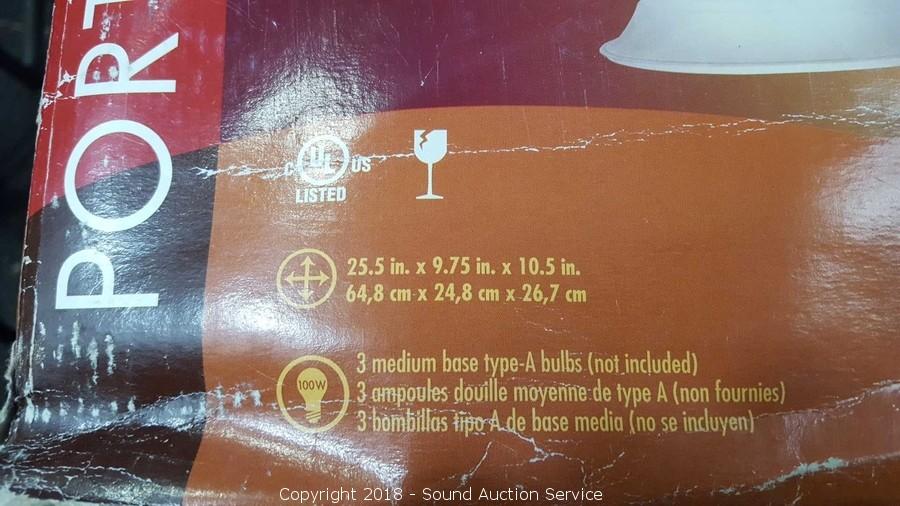 PORT
C UL US
LISTED
25.5 in. x 9.75 in. x 10.5 in.
64,8 cm x 24,8 cm x 26,7 cm
100W
3 medium base type-A bulbs (not included)
3 ampoules douille moyenne de type A (non fournies)
3 bombillas tipo A de base media (no se incluyen)
Copyright 2018 - Sound Auction Service